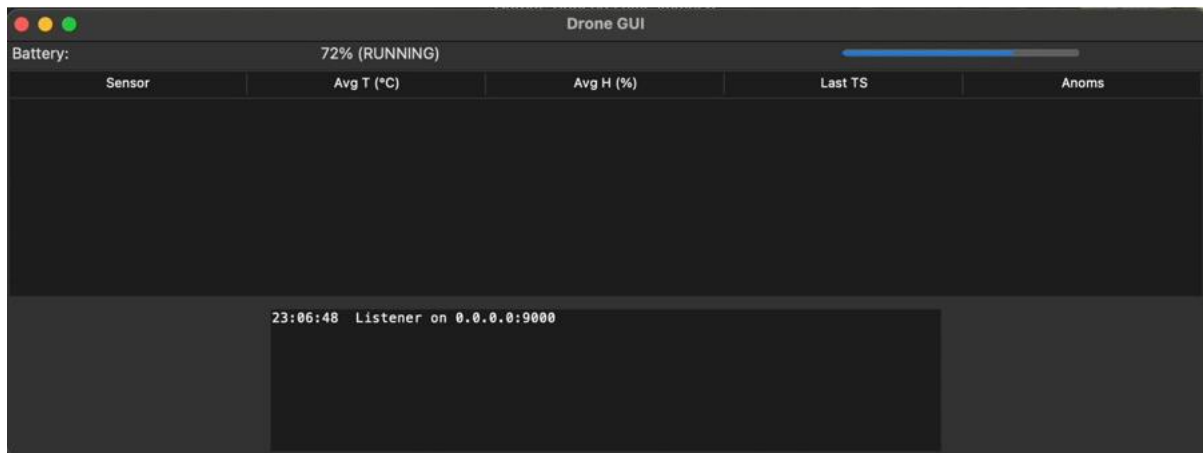 Drone GUI
Battery: 72% (RUNNING)
Sensor Avg T (°C) Avg H (%) Last TS Anoms
23:06:48 Listener on 0.0.0.0:9000